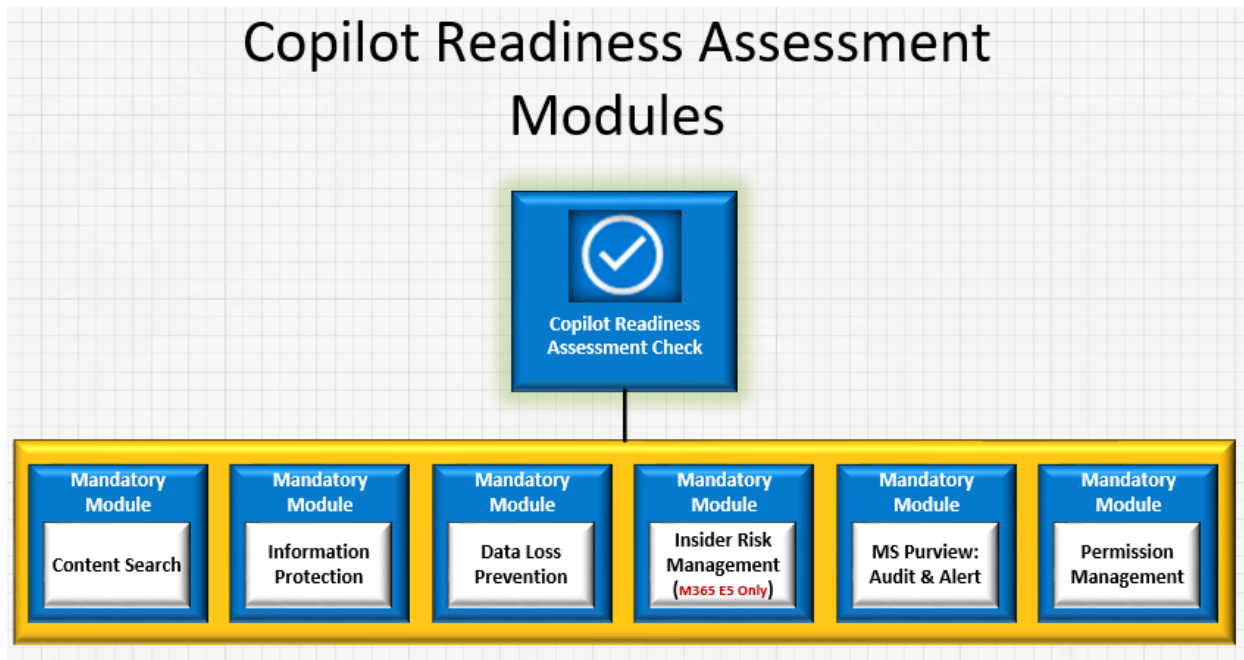 Copilot Readiness Assessment
Modules
Copilot Readiness
Assessment Check
Mandatory
Module
Content Search
Mandatory
Module
Information
Protection
Mandatory
Module
Data Loss
Prevention
Mandatory
Module
Insider Risk
Management
(M365 E5 Only)
Mandatory
Module
MS Purview:
Audit & Alert
Mandatory
Module
Permission
Management